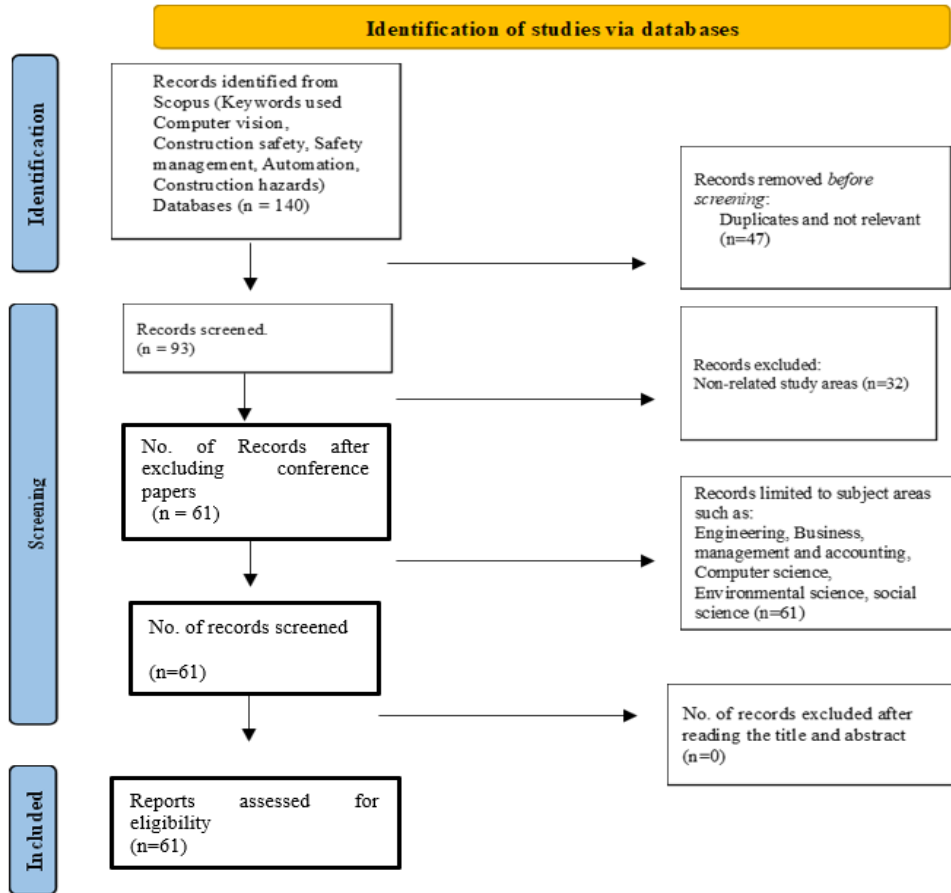 Identification of studies via databases
Identification
Records identified from
Scopus (Keywords used
Computer vision,
Construction safety, Safety
management, Automation,
Construction hazards)
Databases (n = 140)
Records removed before
screening:
Duplicates and not relevant
(n=47)
Screening
Records screened.
(n = 93)
Records excluded:
Non-related study areas (n=32)
No. of Records after
excluding conference
papers
(n = 61)
Records limited to subject areas
such as:
Engineering, Business,
management and accounting,
Computer science,
Environmental science, social
science (n=61)
No. of records screened
(n=61)
No. of records excluded after
reading the title and abstract
(n=0)
Included
Reports assessed for
eligibility
(n=61)